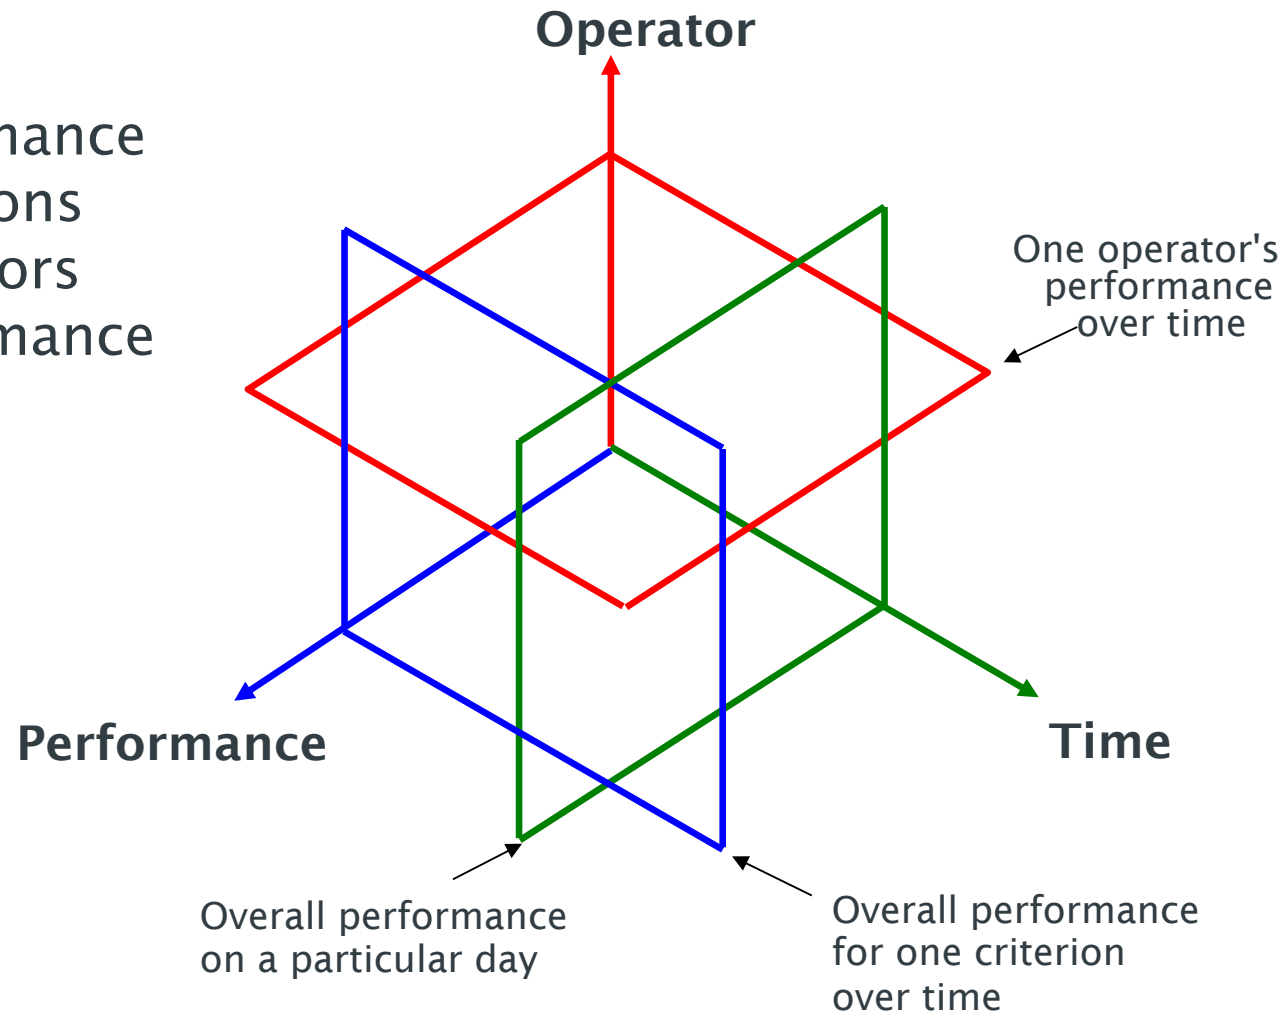 Operator
mance
ons
ors
mance
One operator's
performance
over time
Performance
Time
Overall performance
on a particular day
Overall performance
for one criterion
over time